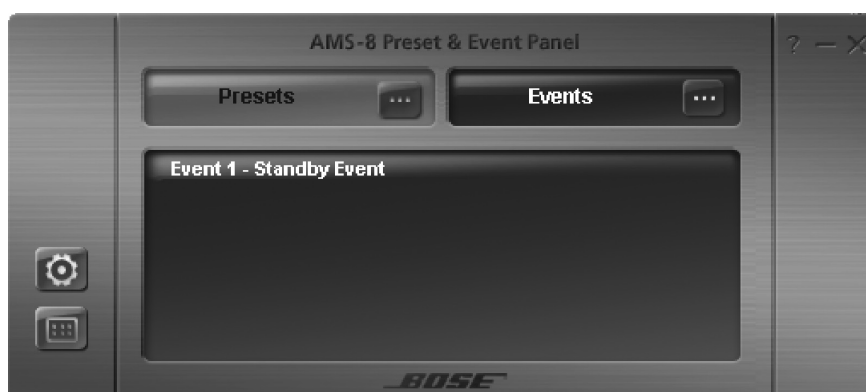 AMS-8 Preset & Event Panel
? — X
Presets ...
Events ...
Event 1 - Standby Event
BOSE